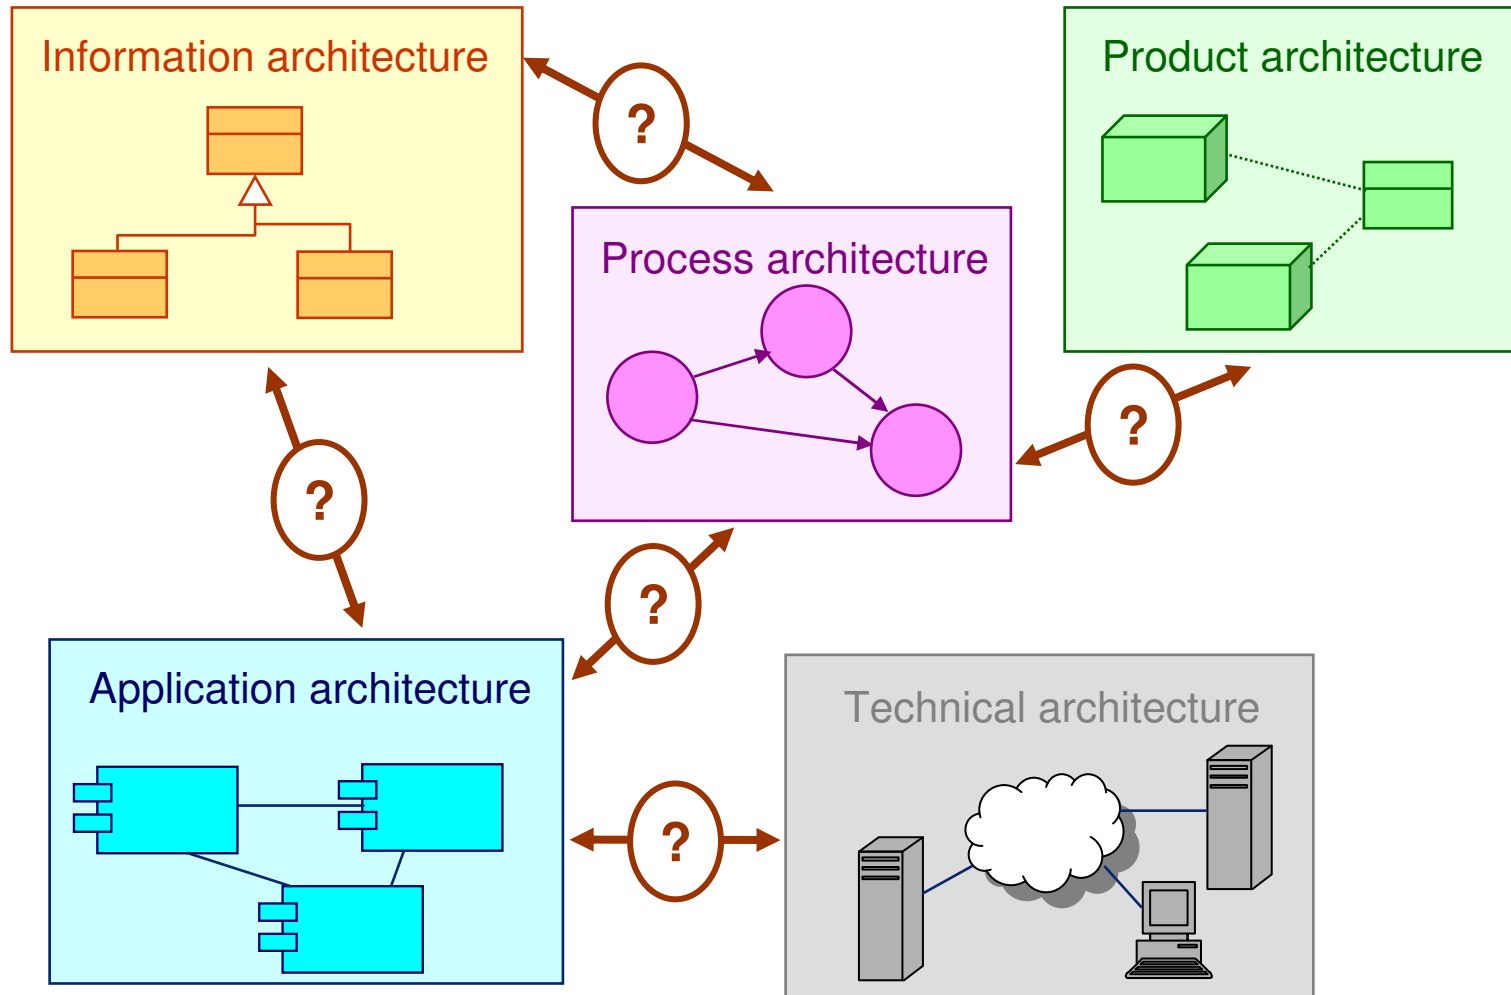 Information architecture
?
Product architecture
Process architecture
?
?
?
Application architecture
Technical architecture
?